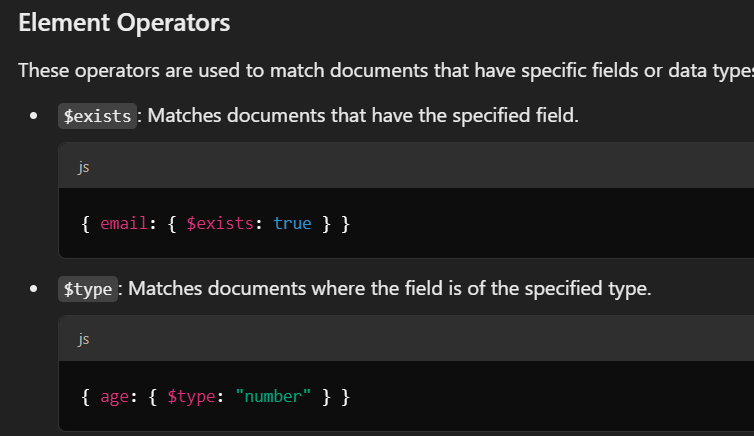 Element Operators
These operators are used to match documents that have specific fields or data types
$exists: Matches documents that have the specified field.
js
{ email: { $exists: true } }
$type: Matches documents where the field is of the specified type.
js
{ age: { $type: "number" } }